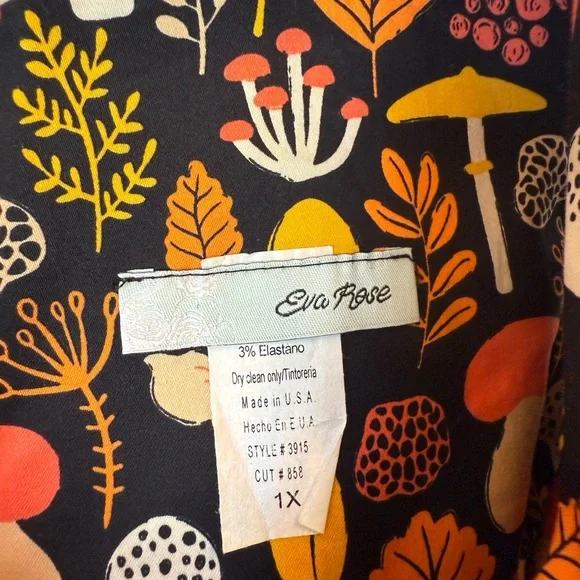 Eva Rose
3% Elastano
Dry clean only/Tintoreria
Made in U.S.A.
Hecho En E.U.A.
STYLE # 3915
CUT # 858
1X